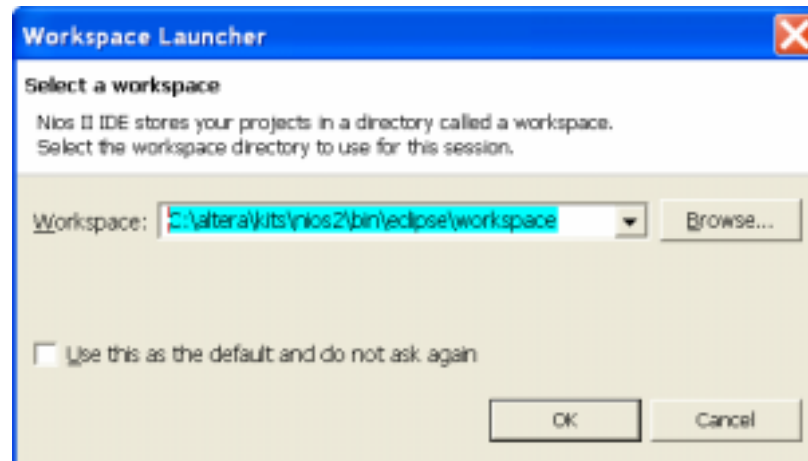 Workspace Launcher
Select a workspace
Nios II IDE stores your projects in a directory called a workspace.
Select the workspace directory to use for this session.
Workspace: C:\altera\kits\nios2\bin\eclipse\workspace Browse...
Use this as the default and do not ask again
OK Cancel